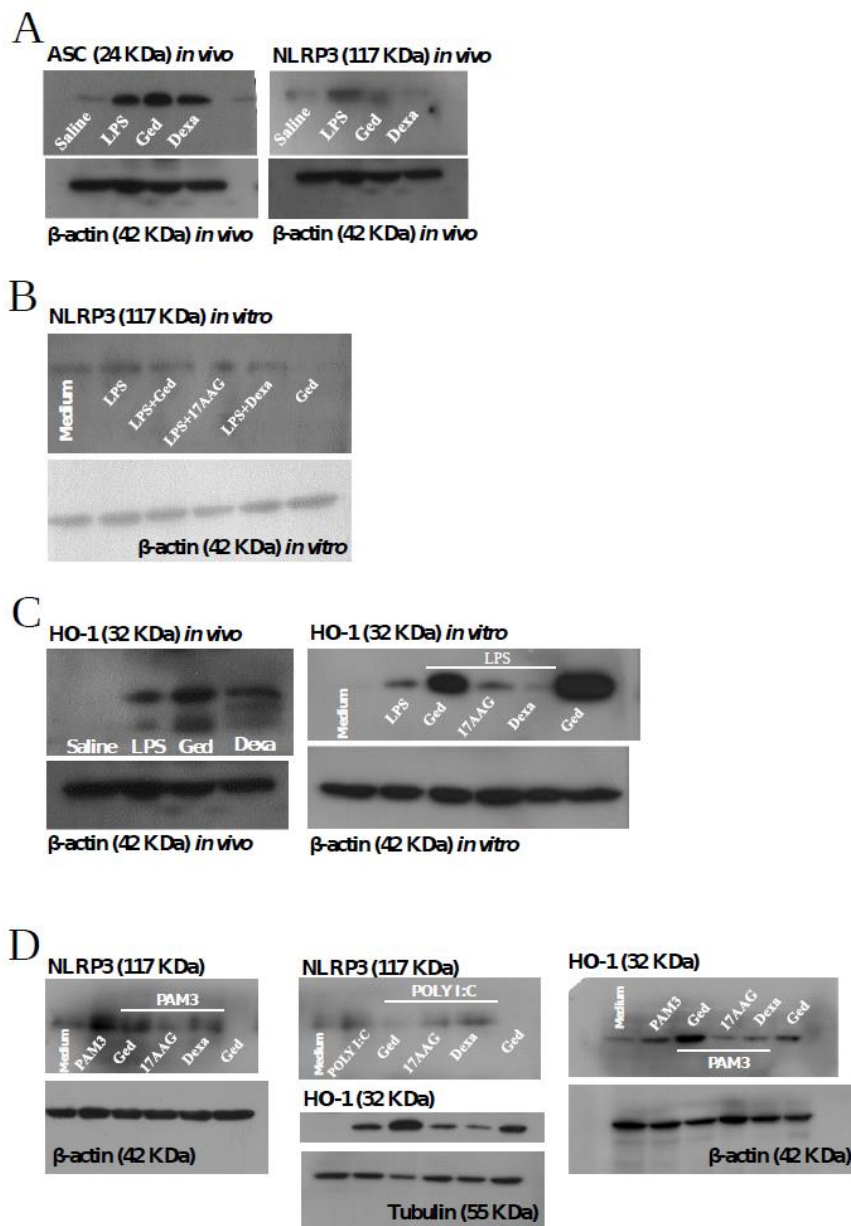 A
ASC (24 KDa) in vivo
NLRP3 (117 KDa) in vivo
Saline
LPS
Ged
Dexa
Saline
LPS
Ged
Dexa
β-actin (42 KDa) in vivo
β-actin (42 KDa) in vivo
B
NLRP3 (117 KDa) in vitro
Medium
LPS
LPS+Ged
LPS+17AAG
LPS+Dexa
Ged
β-actin (42 KDa) in vitro
C
HO-1 (32 KDa) in vivo
HO-1 (32 KDa) in vitro
Saline
LPS
Ged
Dexa
LPS
Medium
LPS
Ged
17AAG
Dexa
Ged
β-actin (42 KDa) in vivo
β-actin (42 KDa) in vitro
D
NLRP3 (117 KDa)
PAM3
Medium
PAM3
Ged
17AAG
Dexa
Ged
β-actin (42 KDa)
NLRP3 (117 KDa)
POLY I:C
Medium
POLY I:C
Ged
17AAG
Dexa
Ged
HO-1 (32 KDa)
Tubulin (55 KDa)
HO-1 (32 KDa)
Medium
PAM3
Ged
17AAG
Dexa
Ged
PAM3
β-actin (42 KDa)